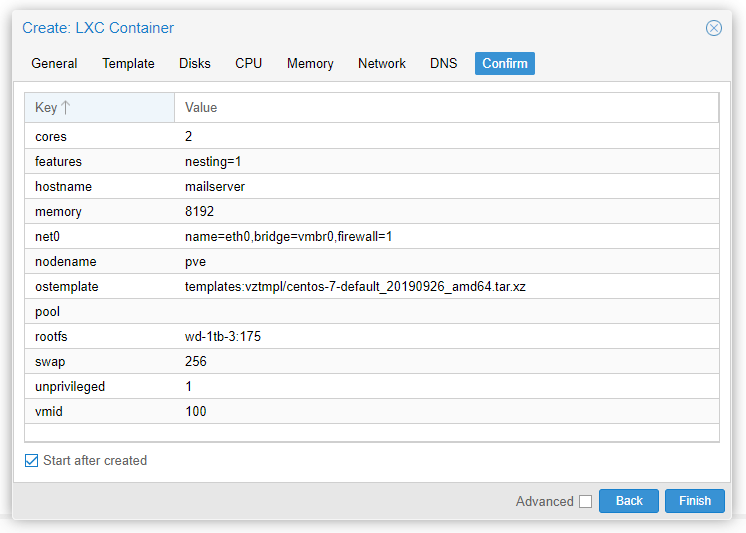 Create: LXC Container
General Template Disks CPU Memory Network DNS Confirm
Key Value
cores 2
features nesting=1
hostname mailserver
memory 8192
net0 name=eth0,bridge=vmbr0,firewall=1
nodename pve
ostemplate templates:vztmpl/centos-7-default_20190926_amd64.tar.xz
pool
rootfs wd-1tb-3:175
swap 256
unprivileged 1
vmid 100
Start after created
Advanced Back Finish